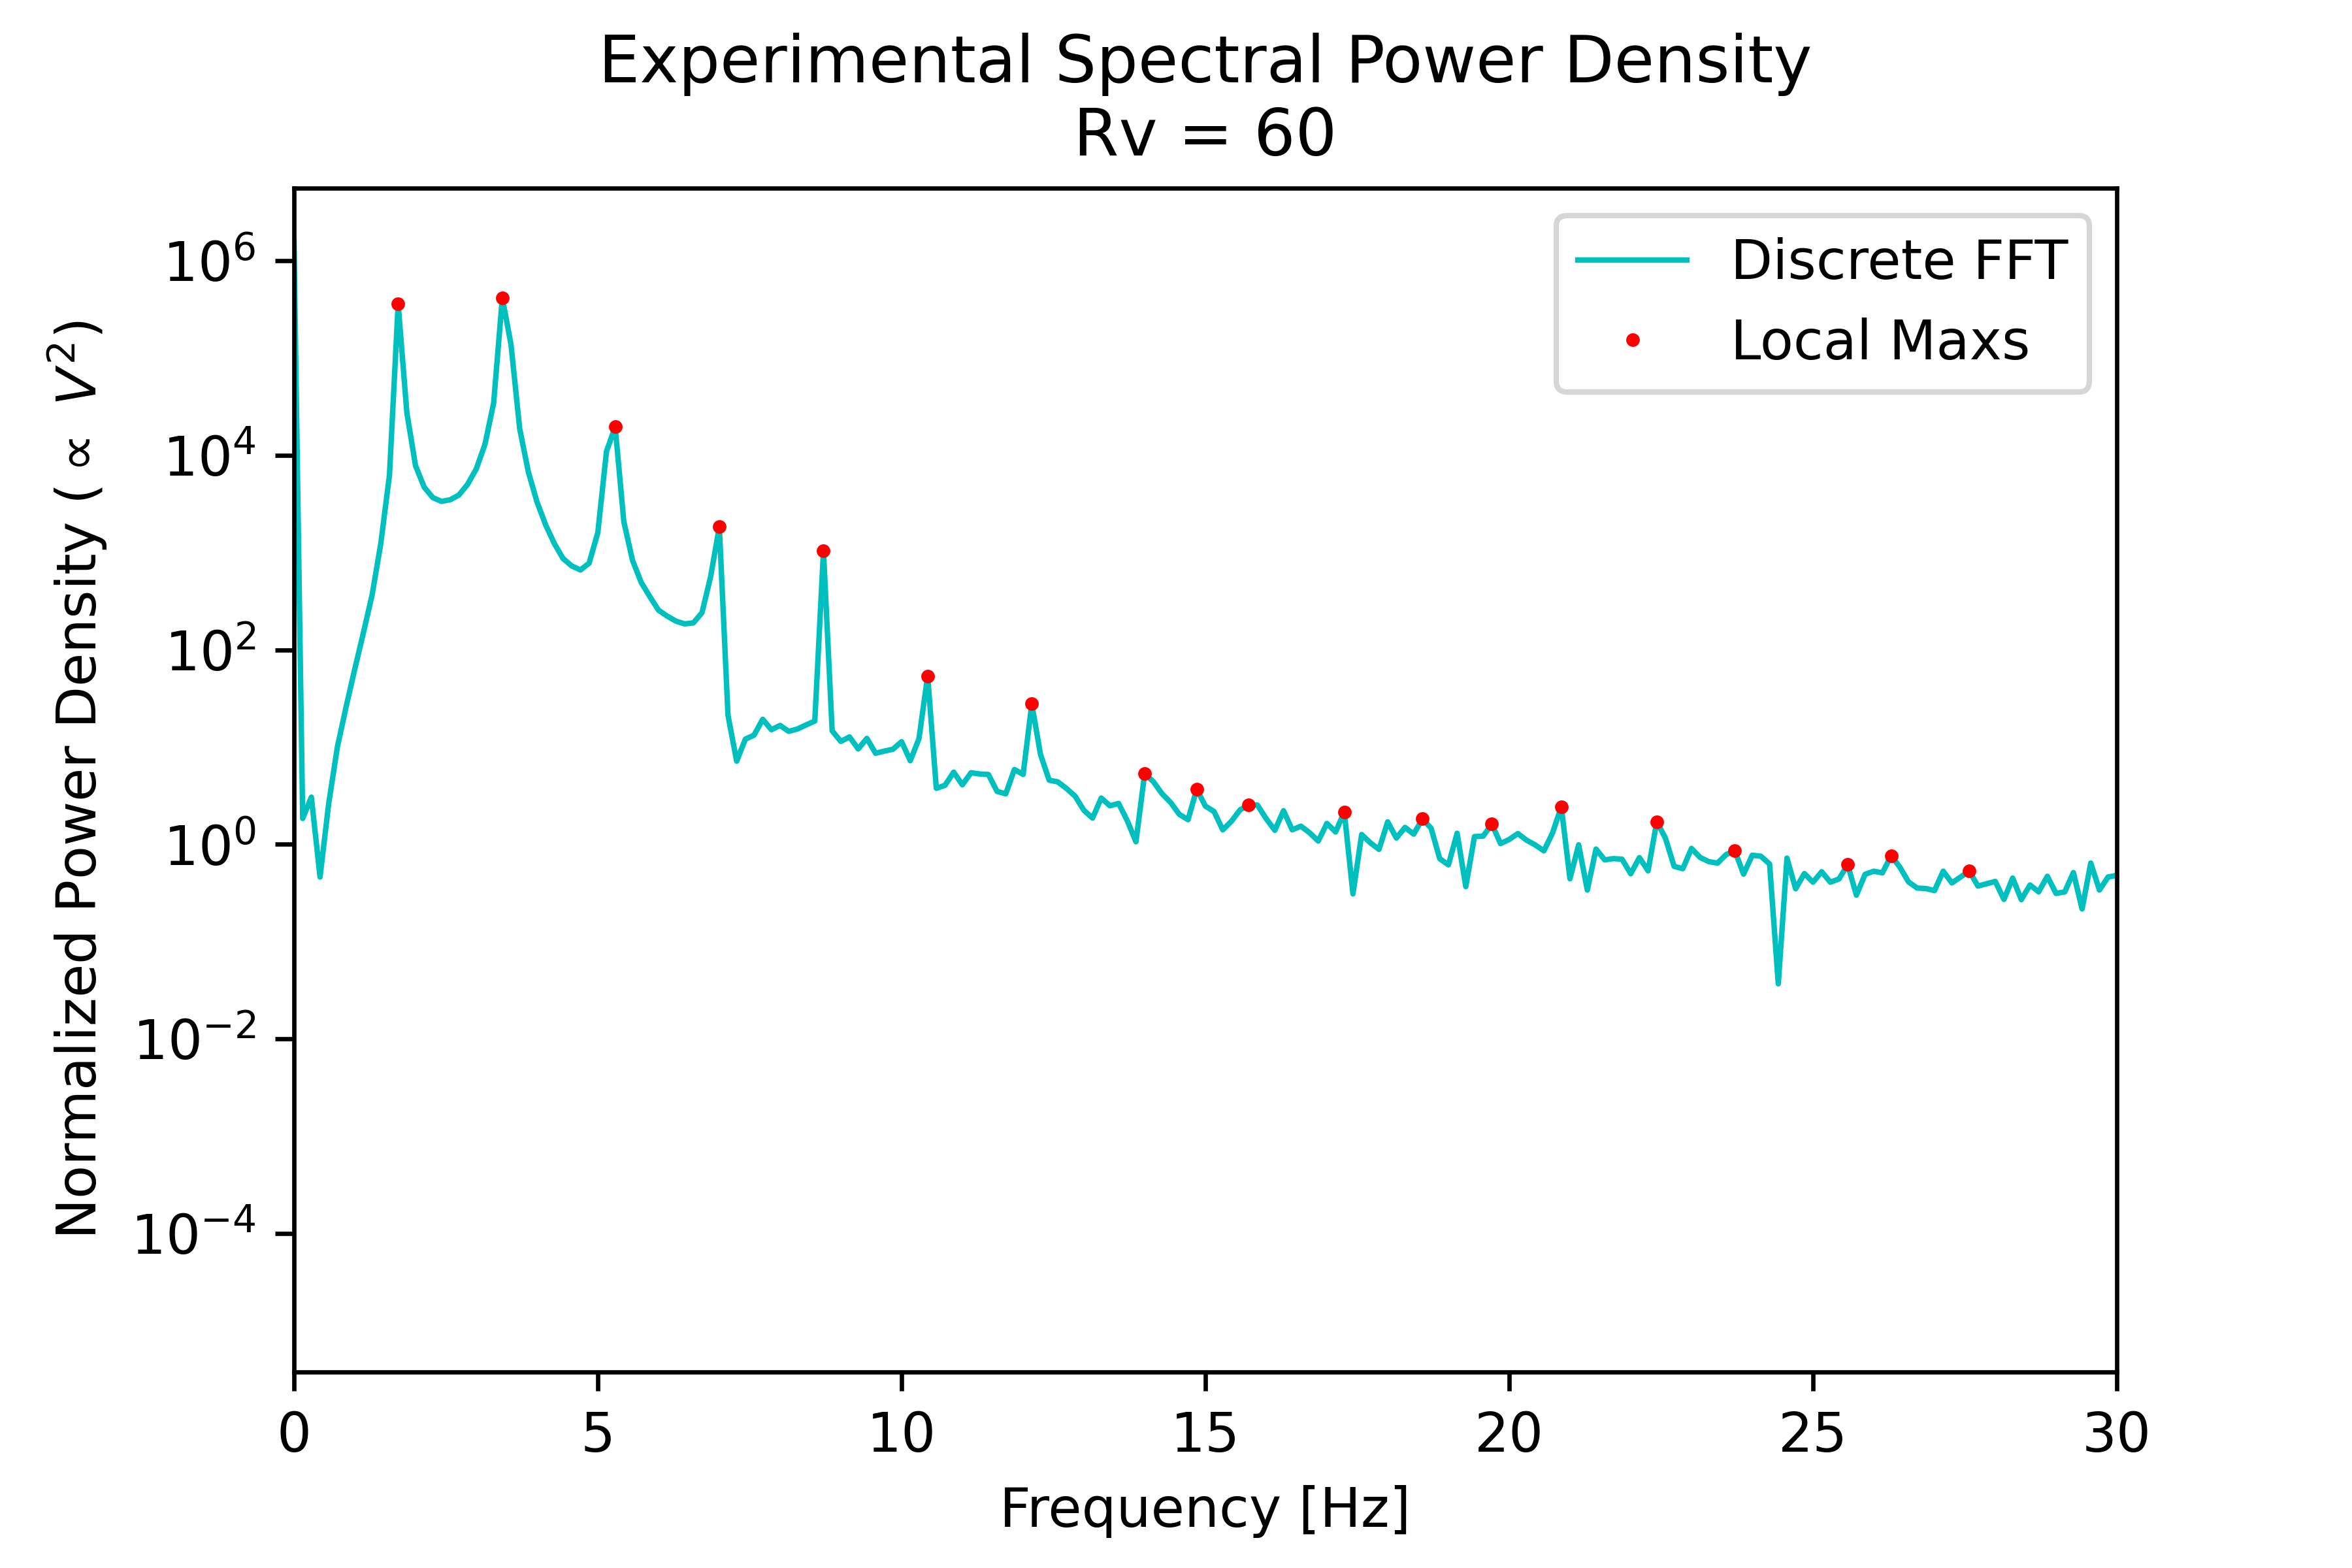 Experimental Spectral Power Density
Rv = 60
Normalized Power Density ( ∝ V²)
10⁶
10⁴
10²
10⁰
10⁻²
10⁻⁴
Discrete FFT
Local Maxs
0 5 10 15 20 25 30
Frequency [Hz]